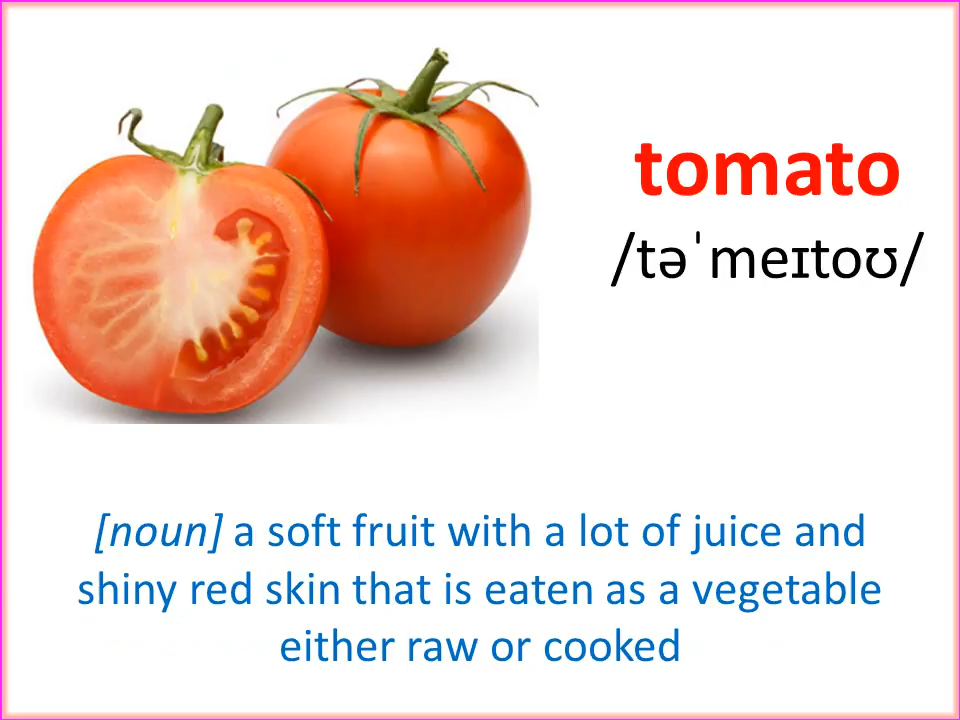 tomato
/təˈmeɪtoʊ/
[noun] a soft fruit with a lot of juice and
shiny red skin that is eaten as a vegetable
either raw or cooked